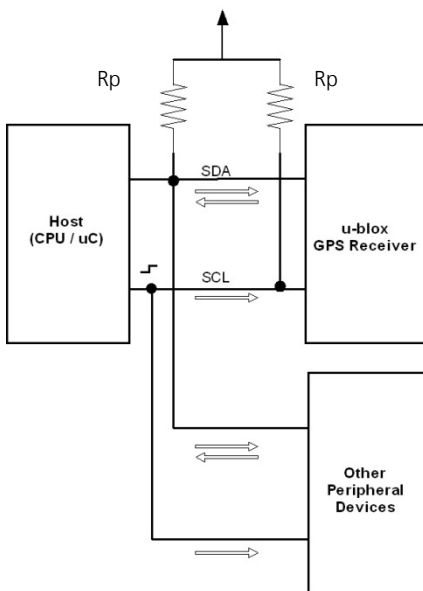 Rp
Rp
SDA
Host
(CPU / uC)
u-blox
GPS Receiver
SCL
Other
Peripheral
Devices